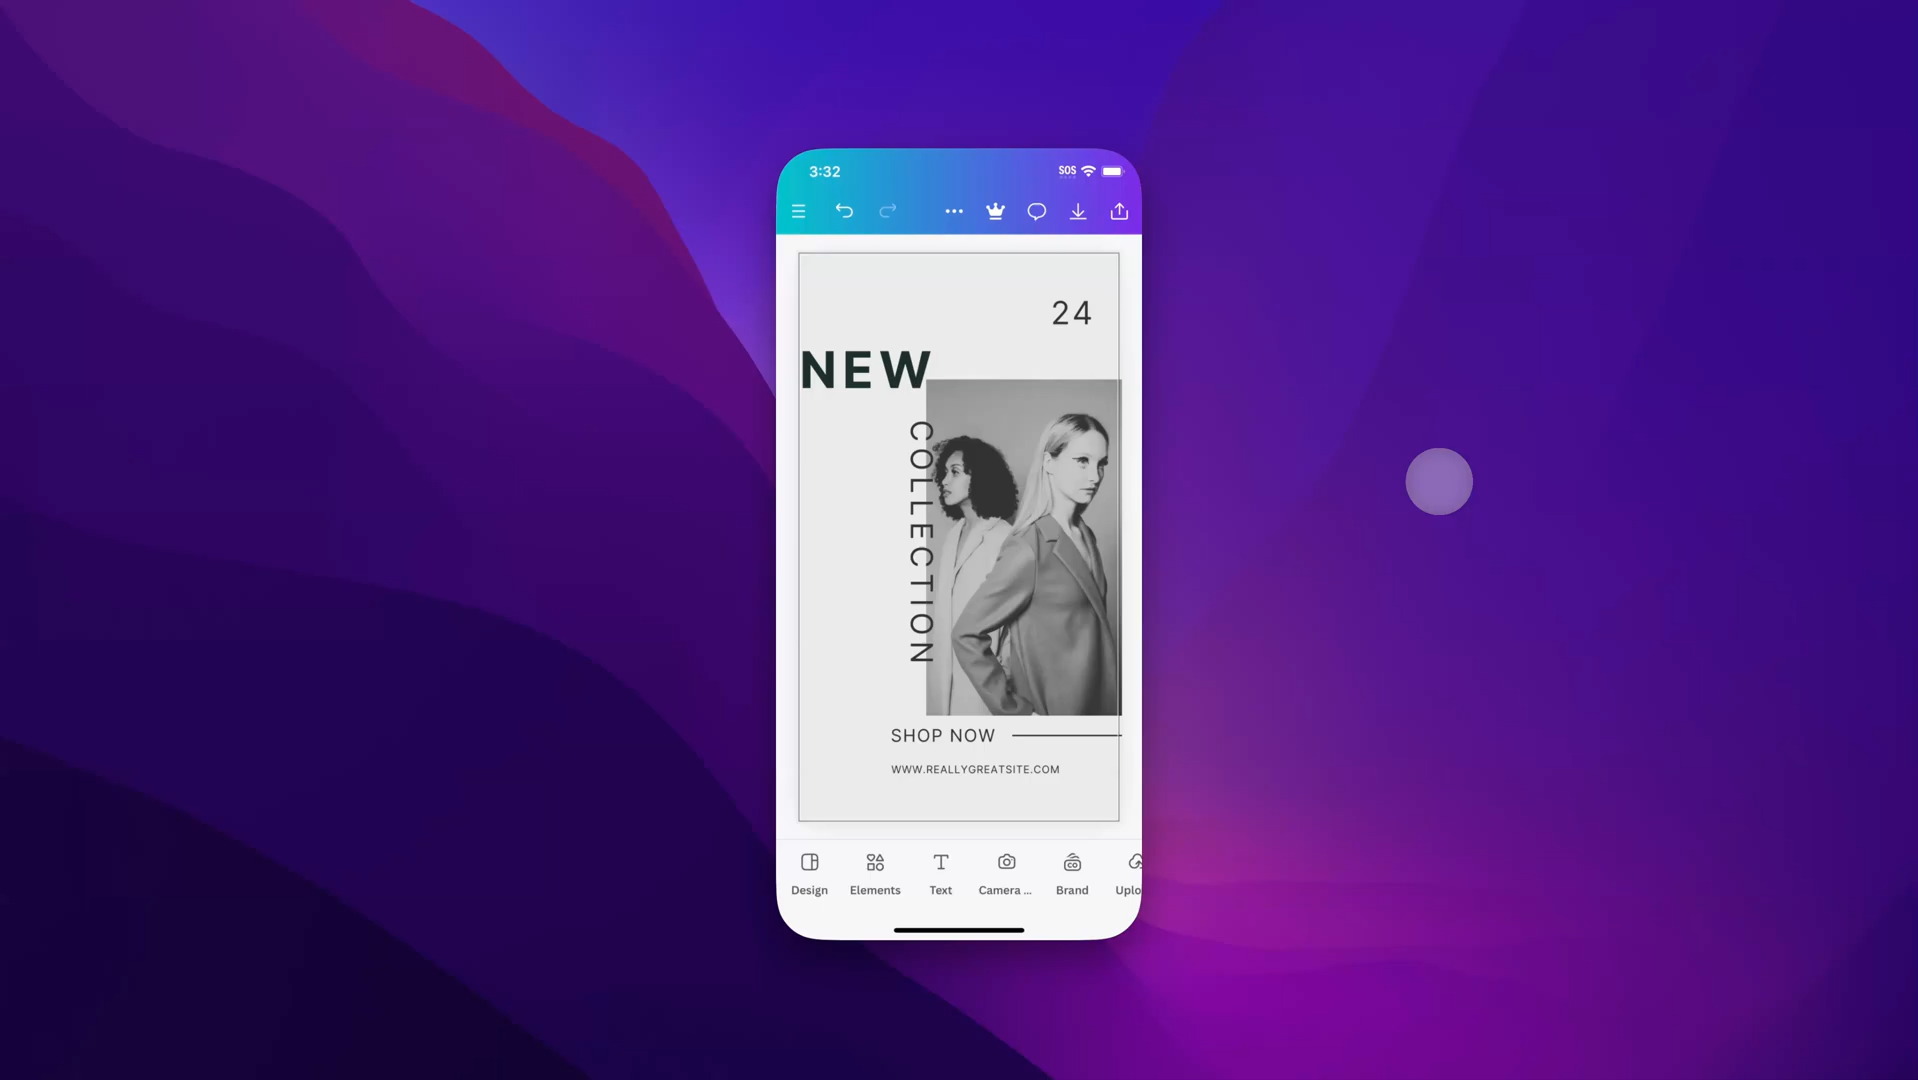 3:32
SOS
24
NEW
COLLECTION
SHOP NOW
WWW.REALLYGREATSITE.COM
Design
Elements
Text
Camera ...
Brand
Uplo